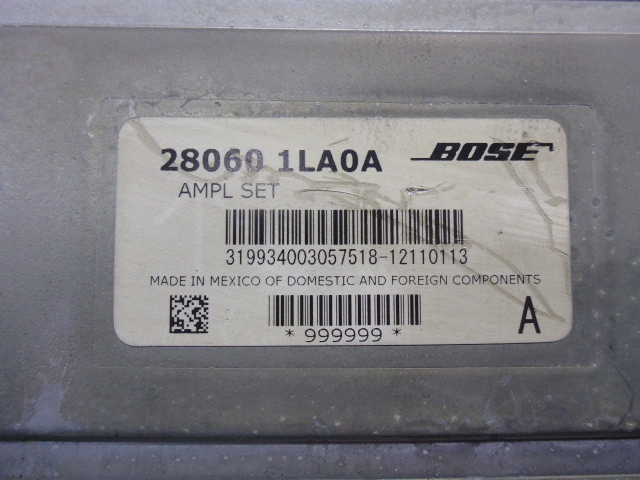 28060 1LA0A BOSE
AMPL SET
319934003057518-12110113
MADE IN MEXICO OF DOMESTIC AND FOREIGN COMPONENTS
* 999999 * A